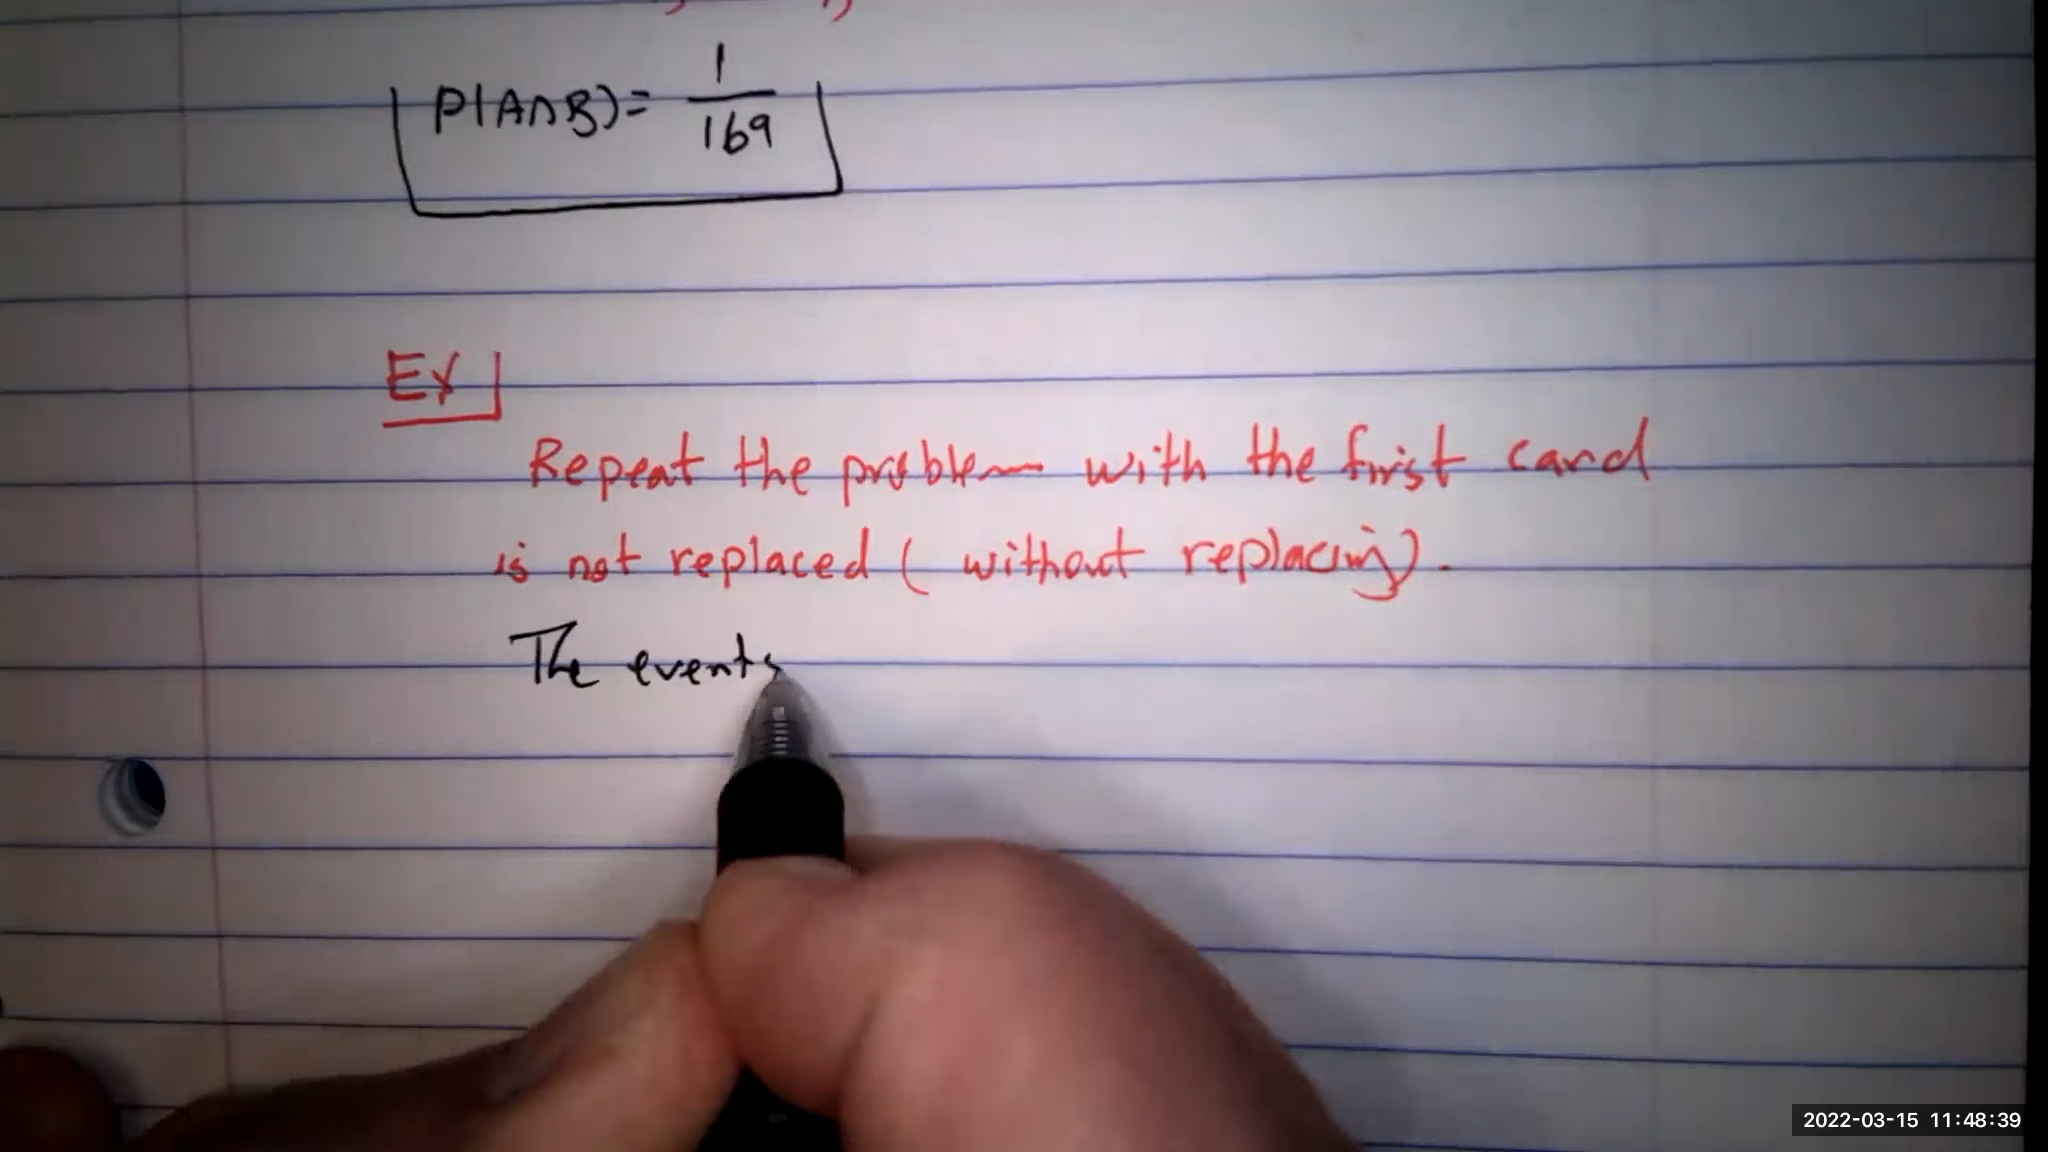 P(A∩B) = 1/169
Ex
Repeat the problem with the first card
is not replaced ( without replacing).
The events
2022-03-15 11:48:39